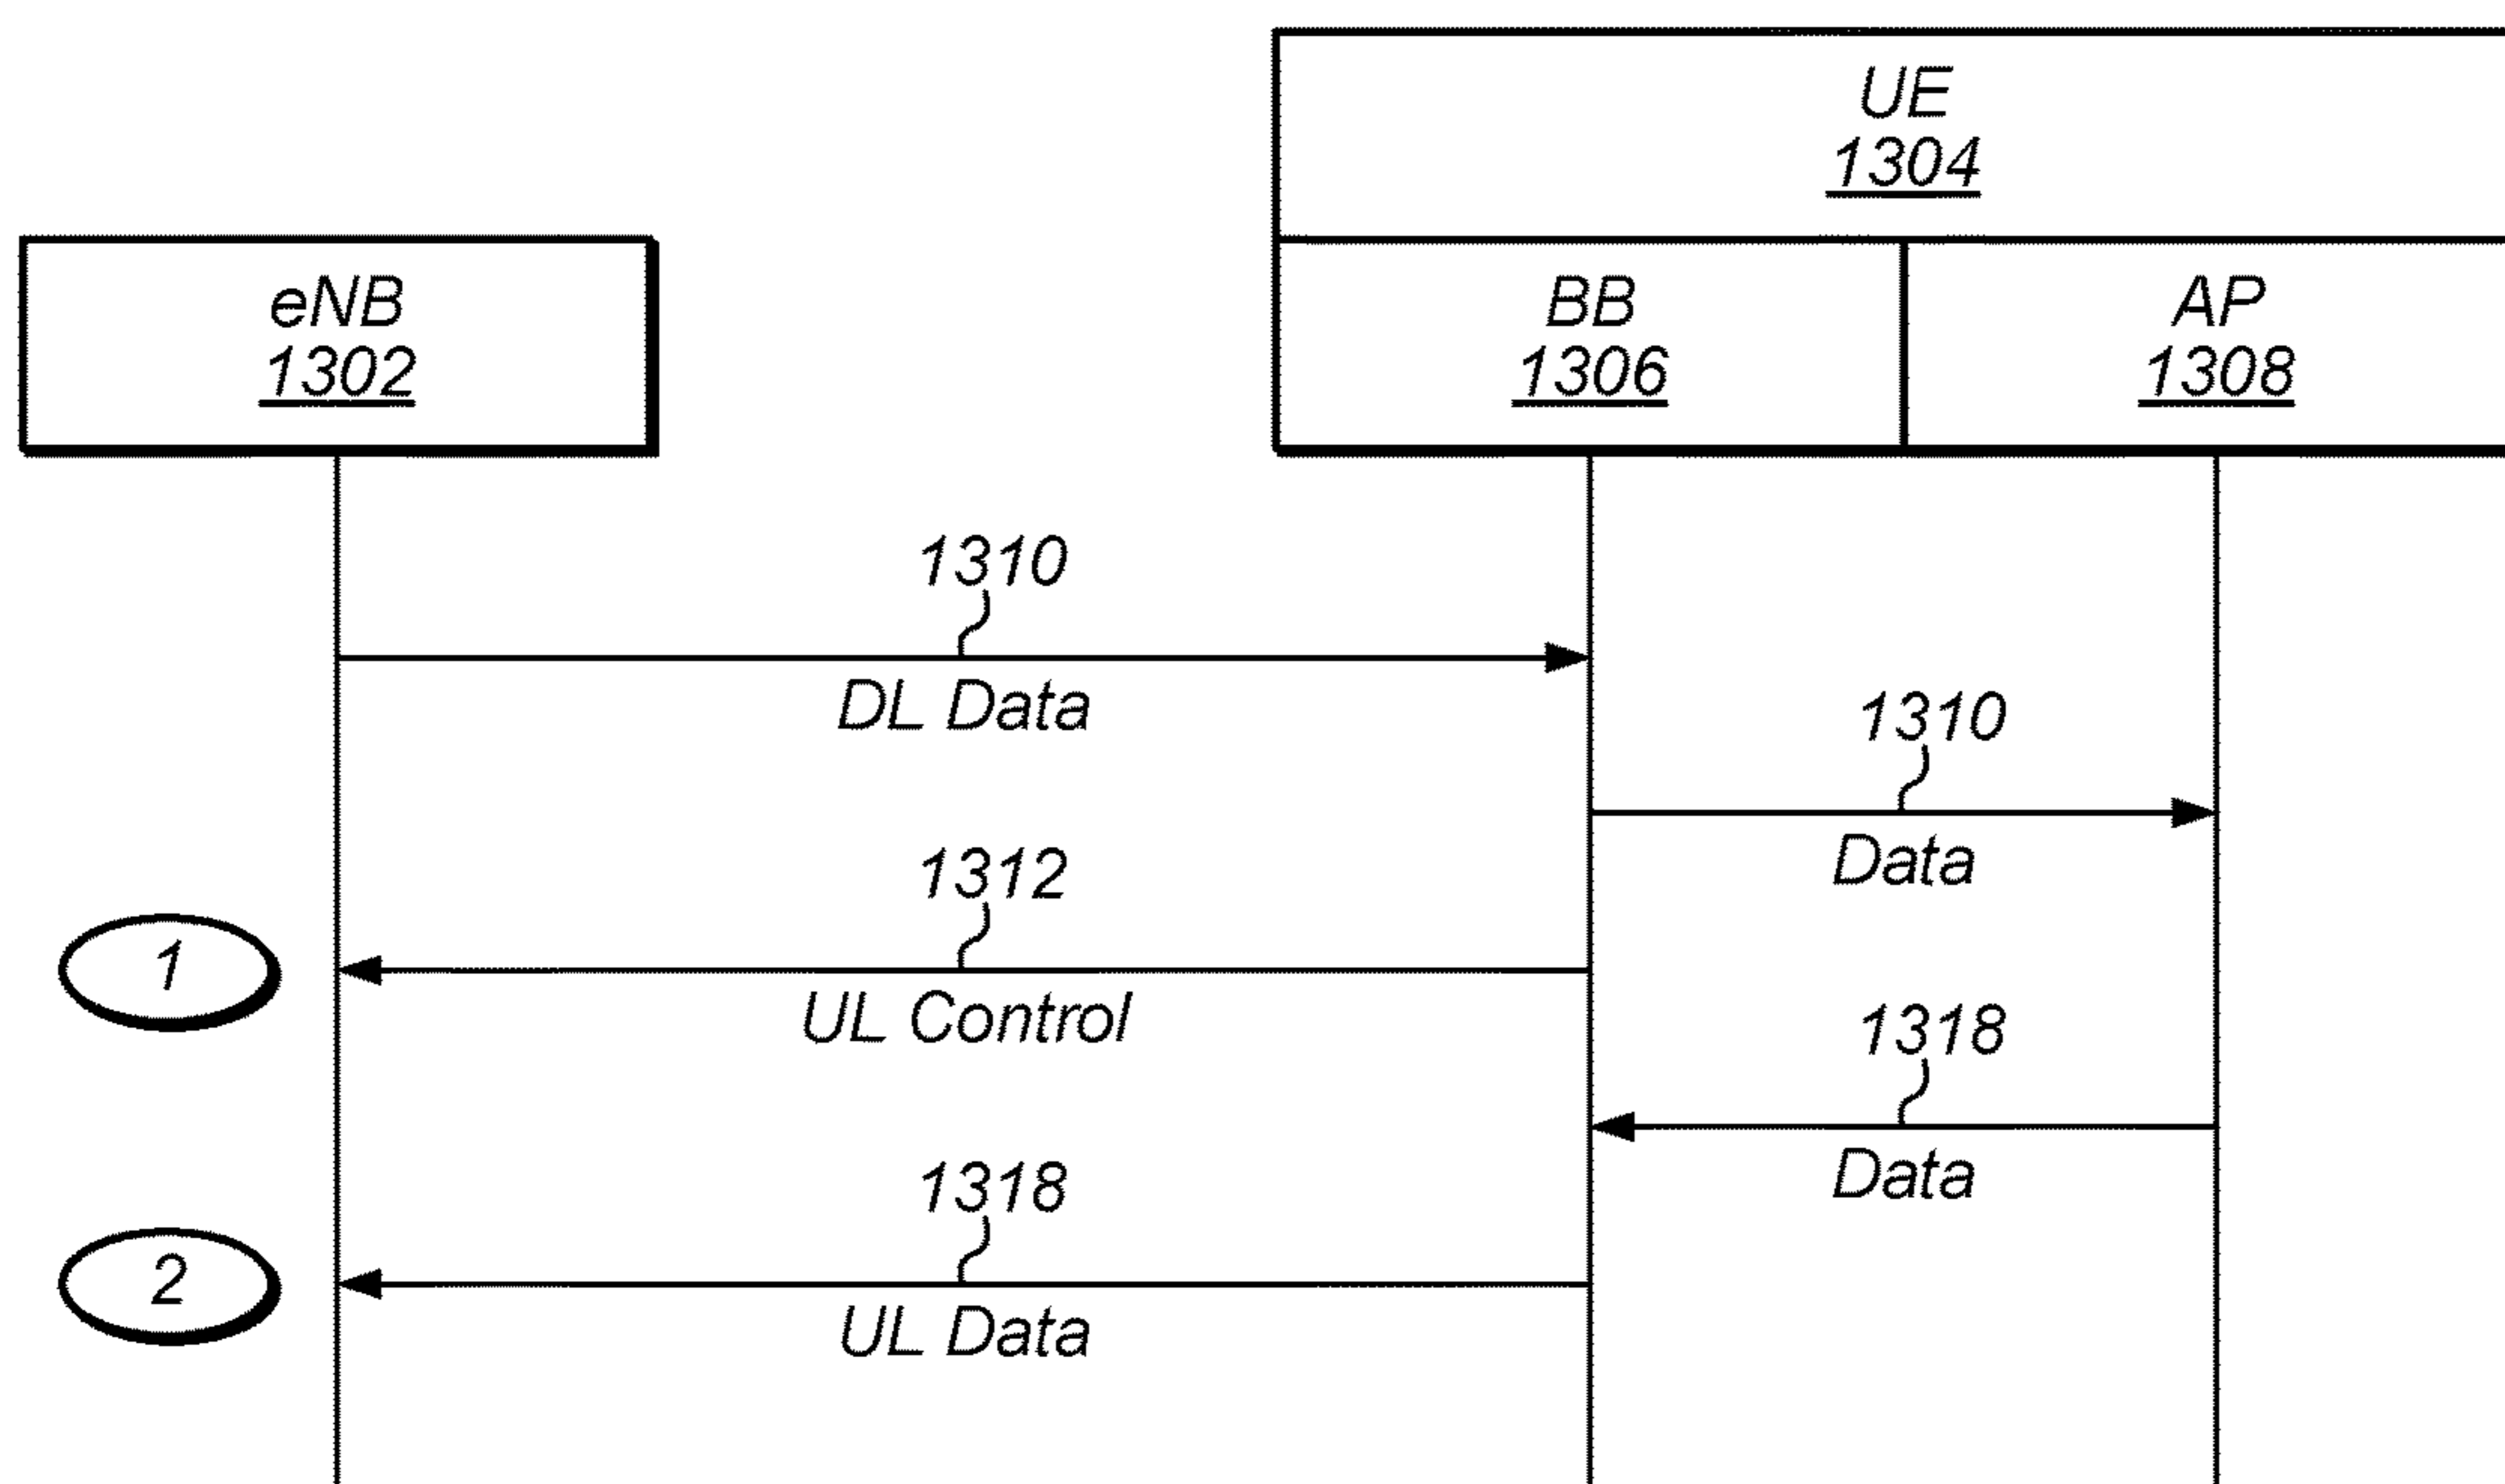 UE
1304
eNB
1302
BB
1306
AP
1308
1310
DL Data
1310
Data
1312
1
UL Control
1318
Data
1318
2
UL Data